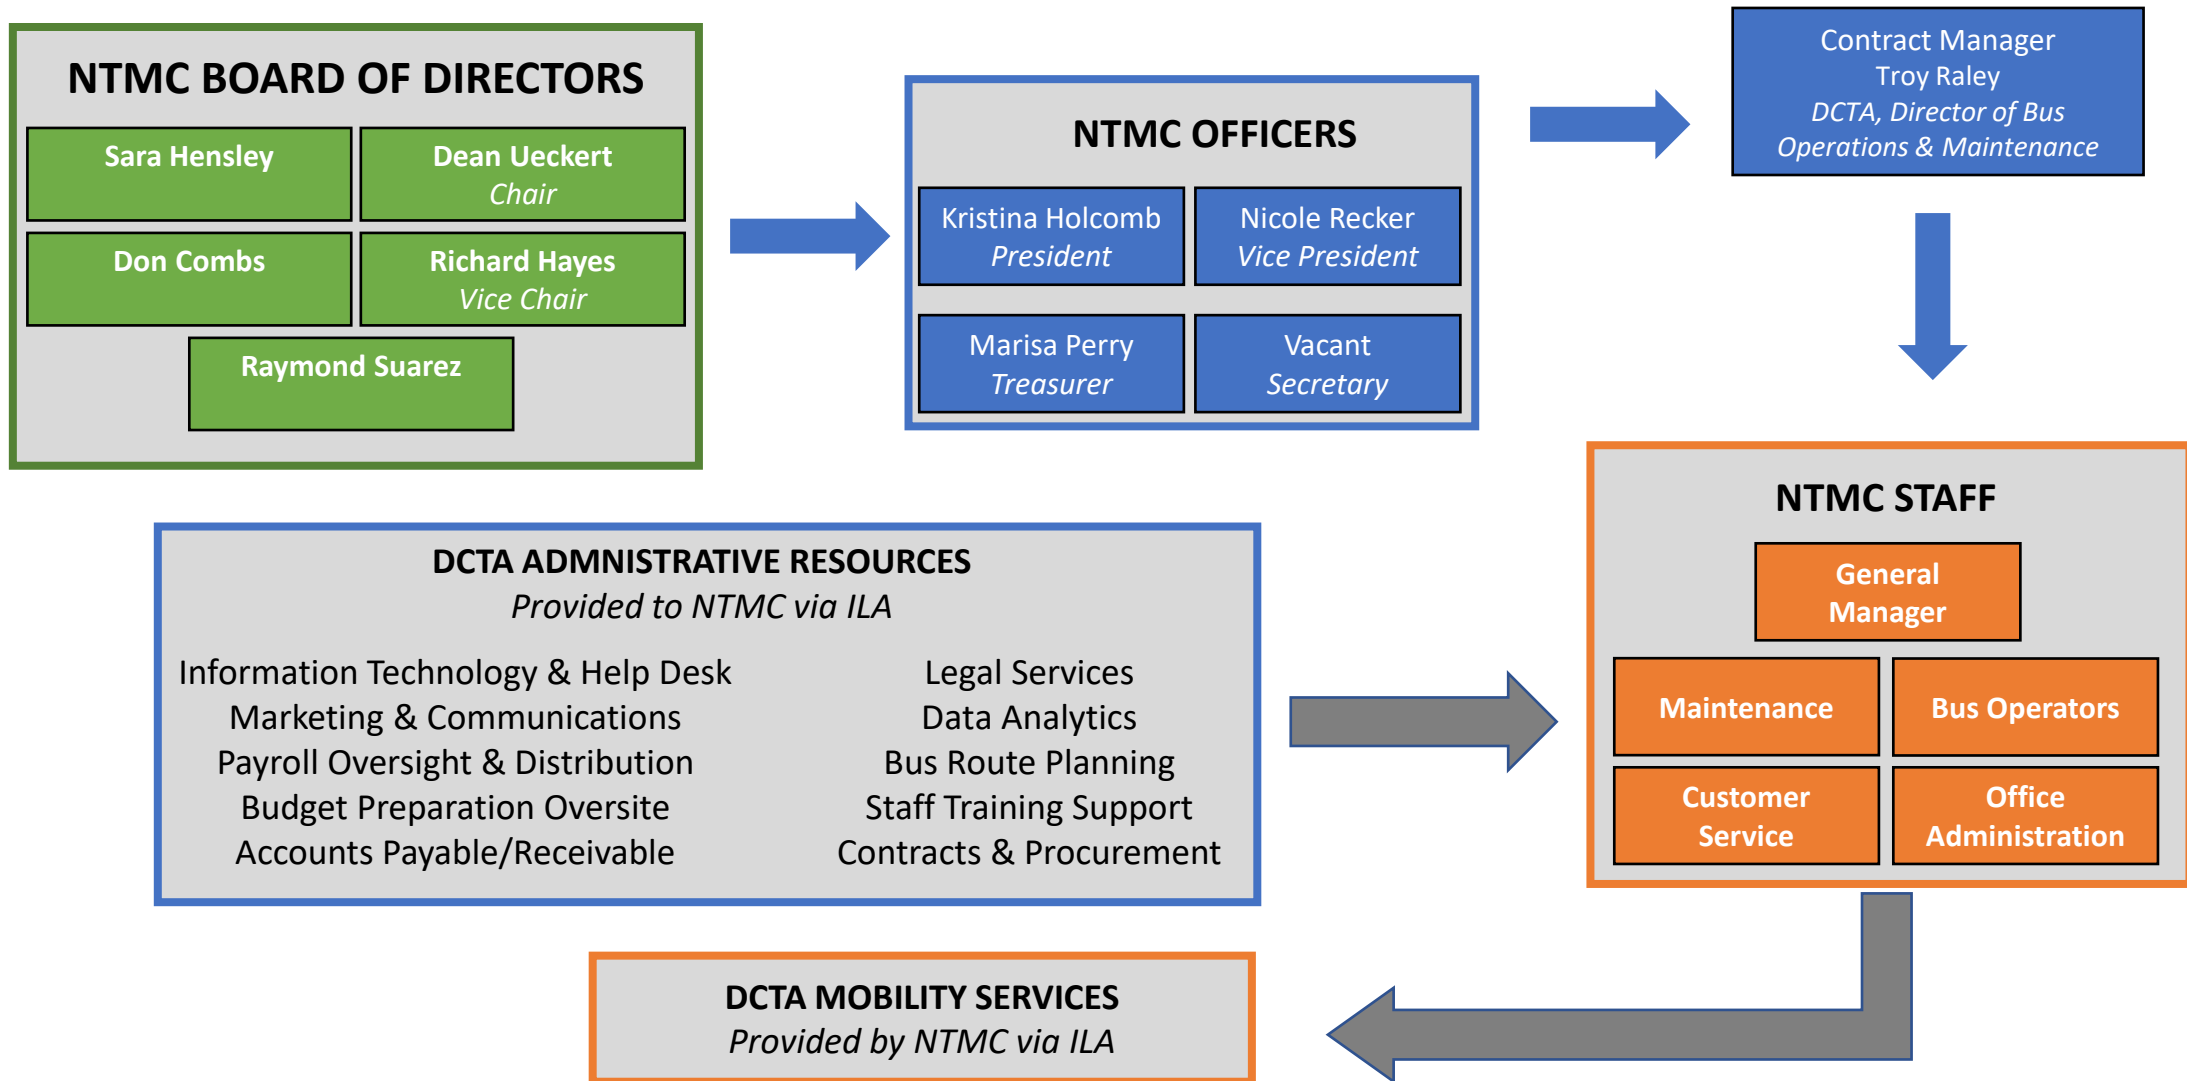 NTMC BOARD OF DIRECTORS
Sara Hensley
Dean Ueckert
Chair
Don Combs
Richard Hayes
Vice Chair
Raymond Suarez
NTMC OFFICERS
Kristina Holcomb
President
Nicole Recker
Vice President
Marisa Perry
Treasurer
Vacant
Secretary
Contract Manager
Troy Raley
DCTA, Director of Bus
Operations & Maintenance
DCTA ADMNISTRATIVE RESOURCES
Provided to NTMC via ILA
Information Technology & Help Desk
Marketing & Communications
Payroll Oversight & Distribution
Budget Preparation Oversite
Accounts Payable/Receivable
Legal Services
Data Analytics
Bus Route Planning
Staff Training Support
Contracts & Procurement
NTMC STAFF
General
Manager
Maintenance
Bus Operators
Customer
Service
Office
Administration
DCTA MOBILITY SERVICES
Provided by NTMC via ILA